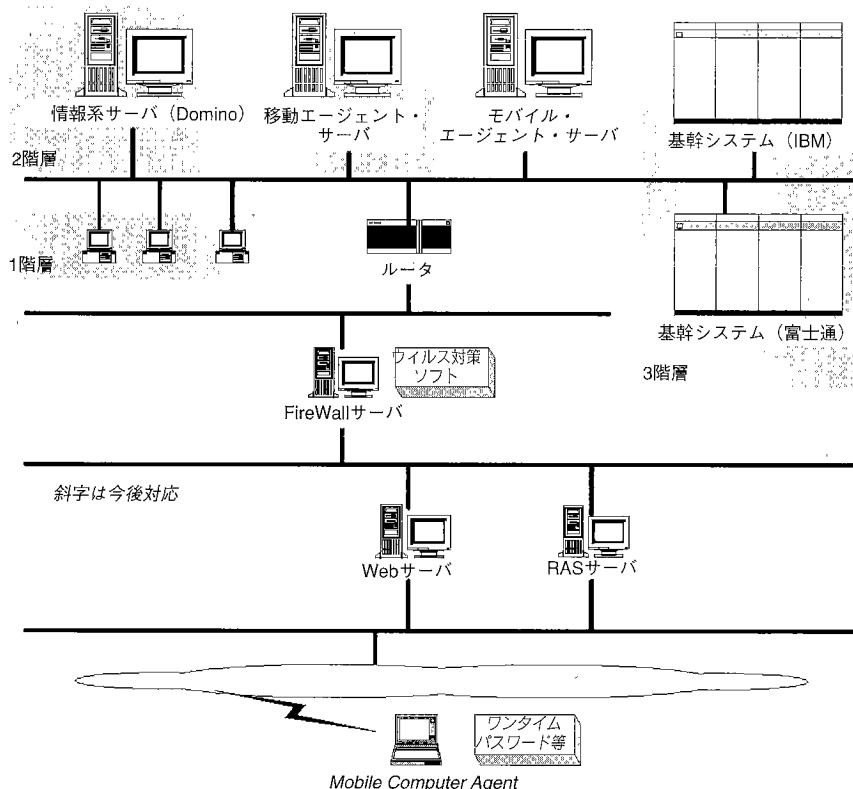 情報系サーバ（Domino）
移動エージェント・
サーバ
モバイル・
エージェント・サーバ
基幹システム（IBM）
2階層
1階層
ルータ
基幹システム（富士通）
3階層
ウイルス対策
ソフト
FireWallサーバ
斜字は今後対応
Webサーバ
RASサーバ
ワンタイム
パスワード等
Mobile Computer Agent